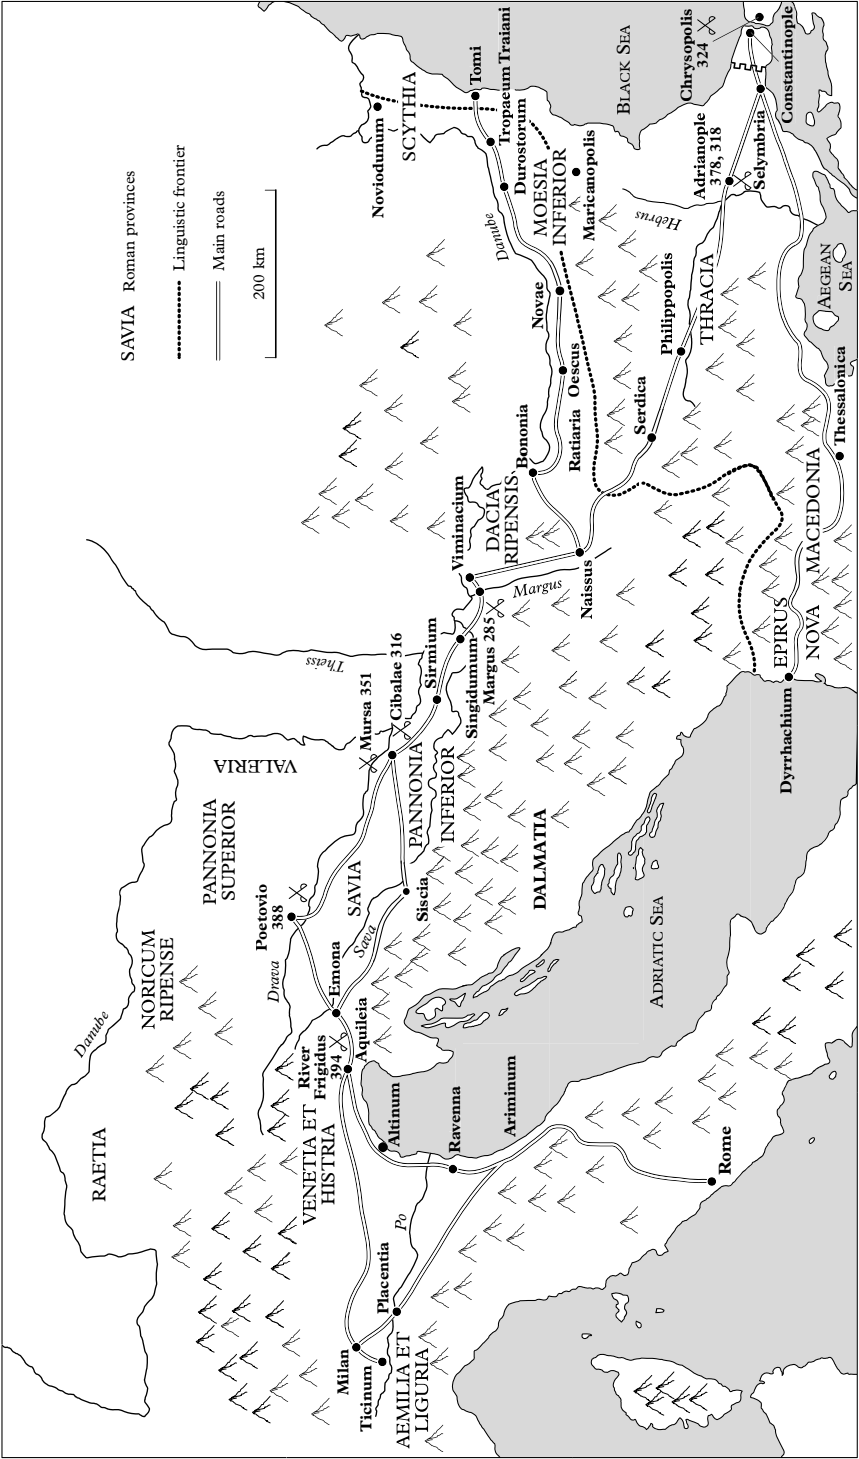 SAVIA Roman provinces
Linguistic frontier
Main roads
200 km
RAETIA
Danube
NORICUM
RIPENSE
PANNONIA
SUPERIOR
VALERIA
Theiss
Drava
Poetovio
388
SAVIA
Sava
Mursa 351
Cibalae 316
PANNONIA
INFERIOR
Sirmium
Singidumum
Margus 285
Viminacium
Margus
DACIA
RIPENSIS
Bononia
Ratiaria
Oescus
Novae
Danube
MOESIA
INFERIOR
Durostorum
Tropaeum Traiani
Tomi
SCYTHIA
Noviodunum
Maricanopolis
BLACK SEA
Chrysopolis
324
Constantinople
Selymbria
Adrianople
378, 318
Hebrus
THRACIA
Philippopolis
Serdica
Naissus
AEGEAN
SEA
Thessalonica
MACEDONIA
EPIRUS
NOVA
Dyrrhachium
DALMATIA
ADRIATIC SEA
Siscia
Emona
River
Frigidus
394
Aquileia
VENETIA ET
HISTRIA
Altinum
Ravenna
Ariminum
Rome
Po
Placentia
Milan
Ticinum
AEMILIA ET
LIGURIA